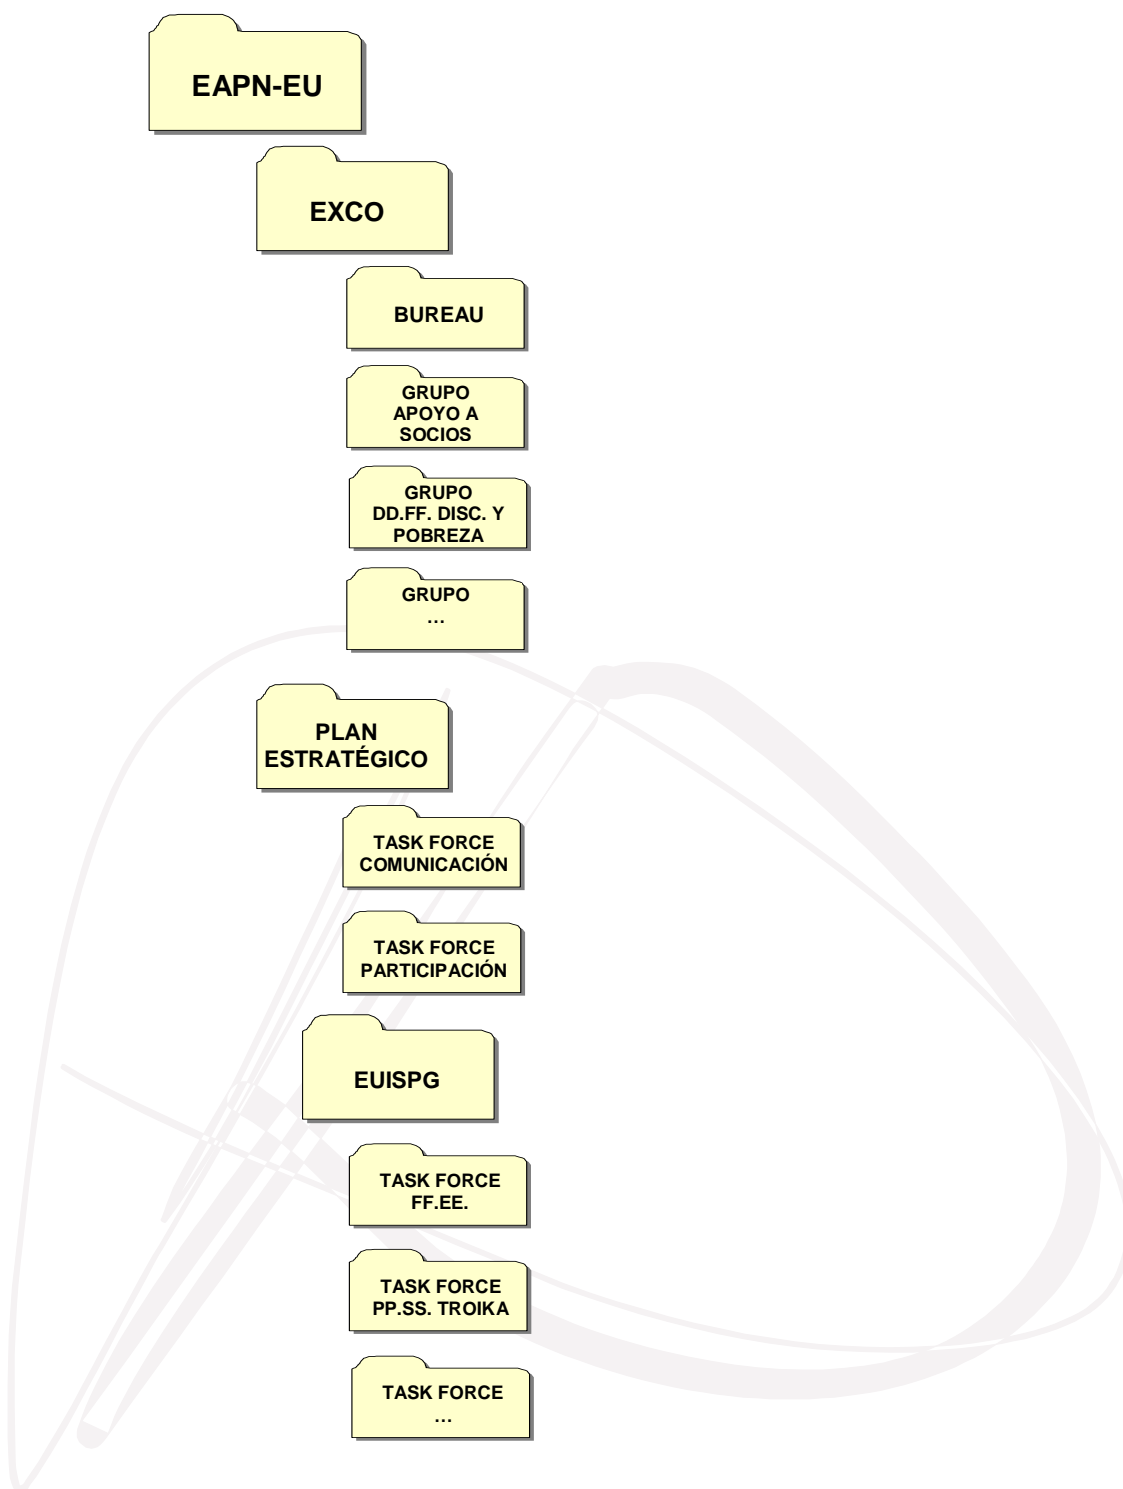 EAPN-EU
EXCO
BUREAU
GRUPO
APOYO A
SOCIOS
GRUPO
DD.FF. DISC. Y
POBREZA
GRUPO
…
PLAN
ESTRATÉGICO
TASK FORCE
COMUNICACIÓN
TASK FORCE
PARTICIPACIÓN
EUISPG
TASK FORCE
FF.EE.
TASK FORCE
PP.SS. TROIKA
TASK FORCE
…